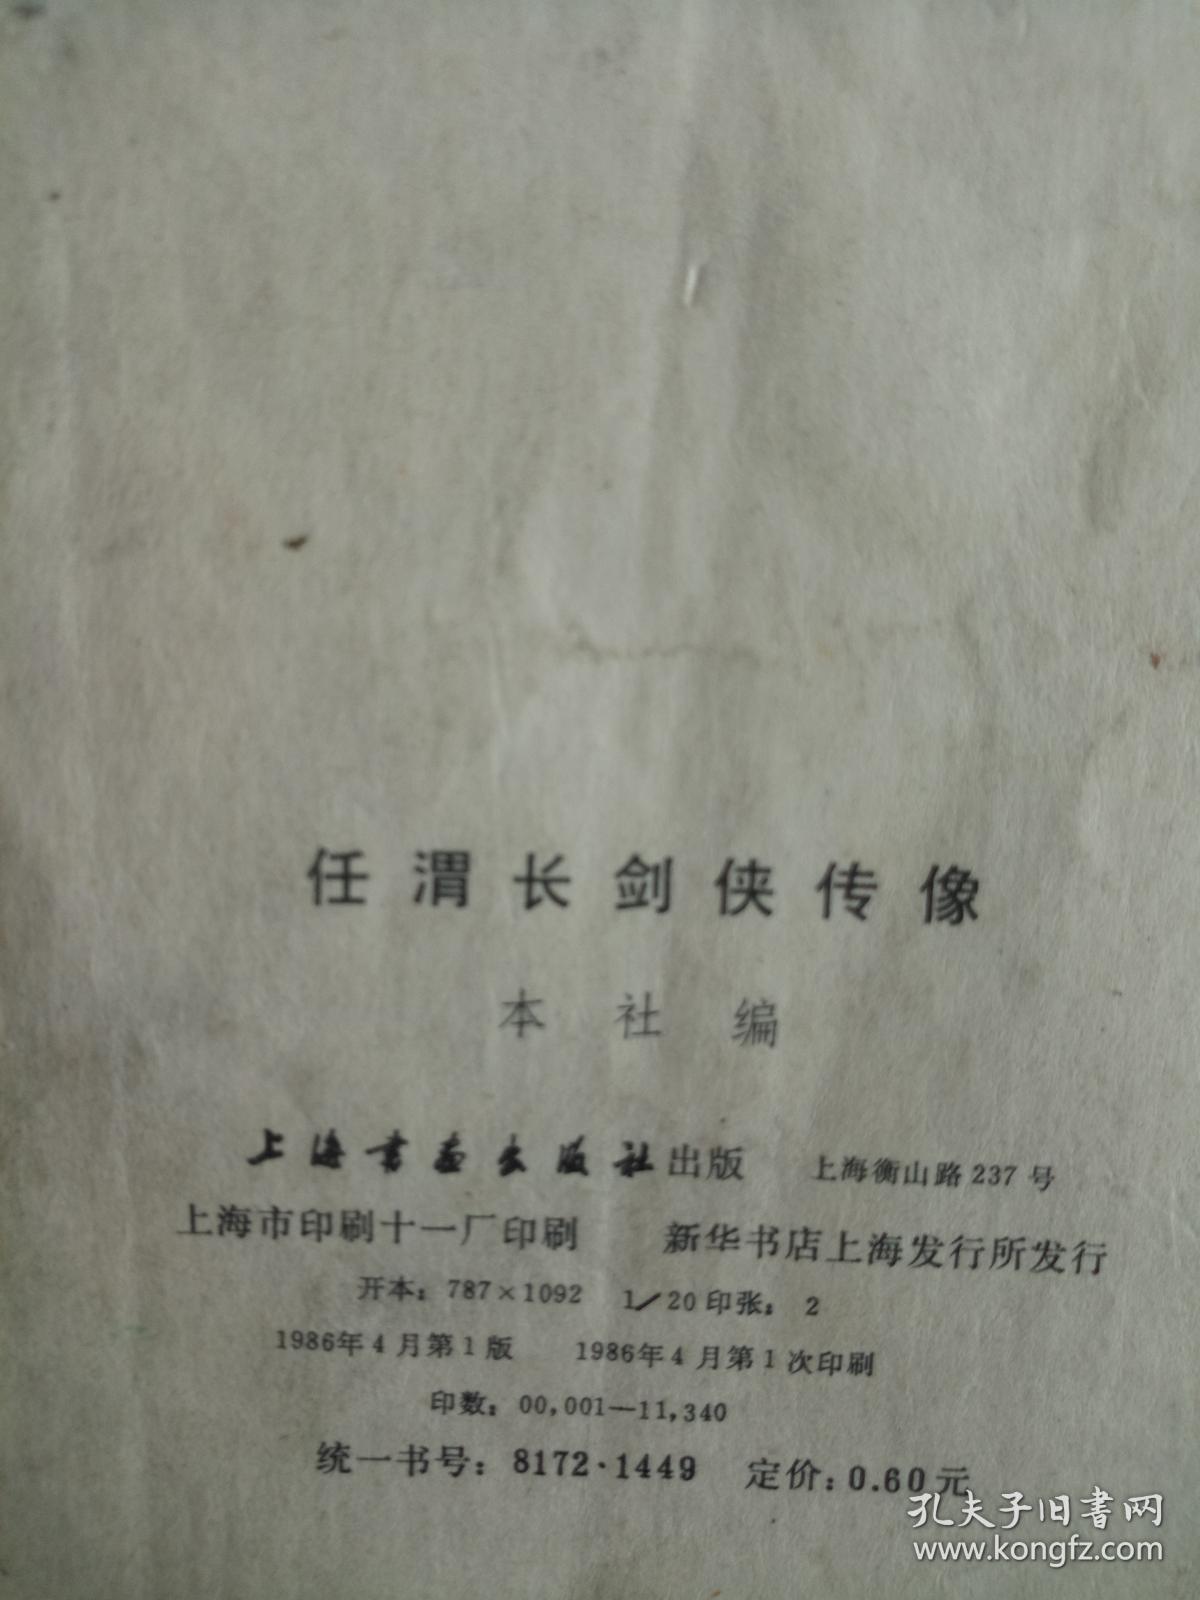 任渭长剑侠传像
本社编
上海书画出版社出版 上海衡山路237号
上海市印刷十一厂印刷 新华书店上海发行所发行
开本：787×1092 1/20印张：2
1986年4月第1版 1986年4月第1次印刷
印数：00,001—11,340
统一书号：8172·1449 定价：0.60元
孔夫子旧书网
www.kongfz.com